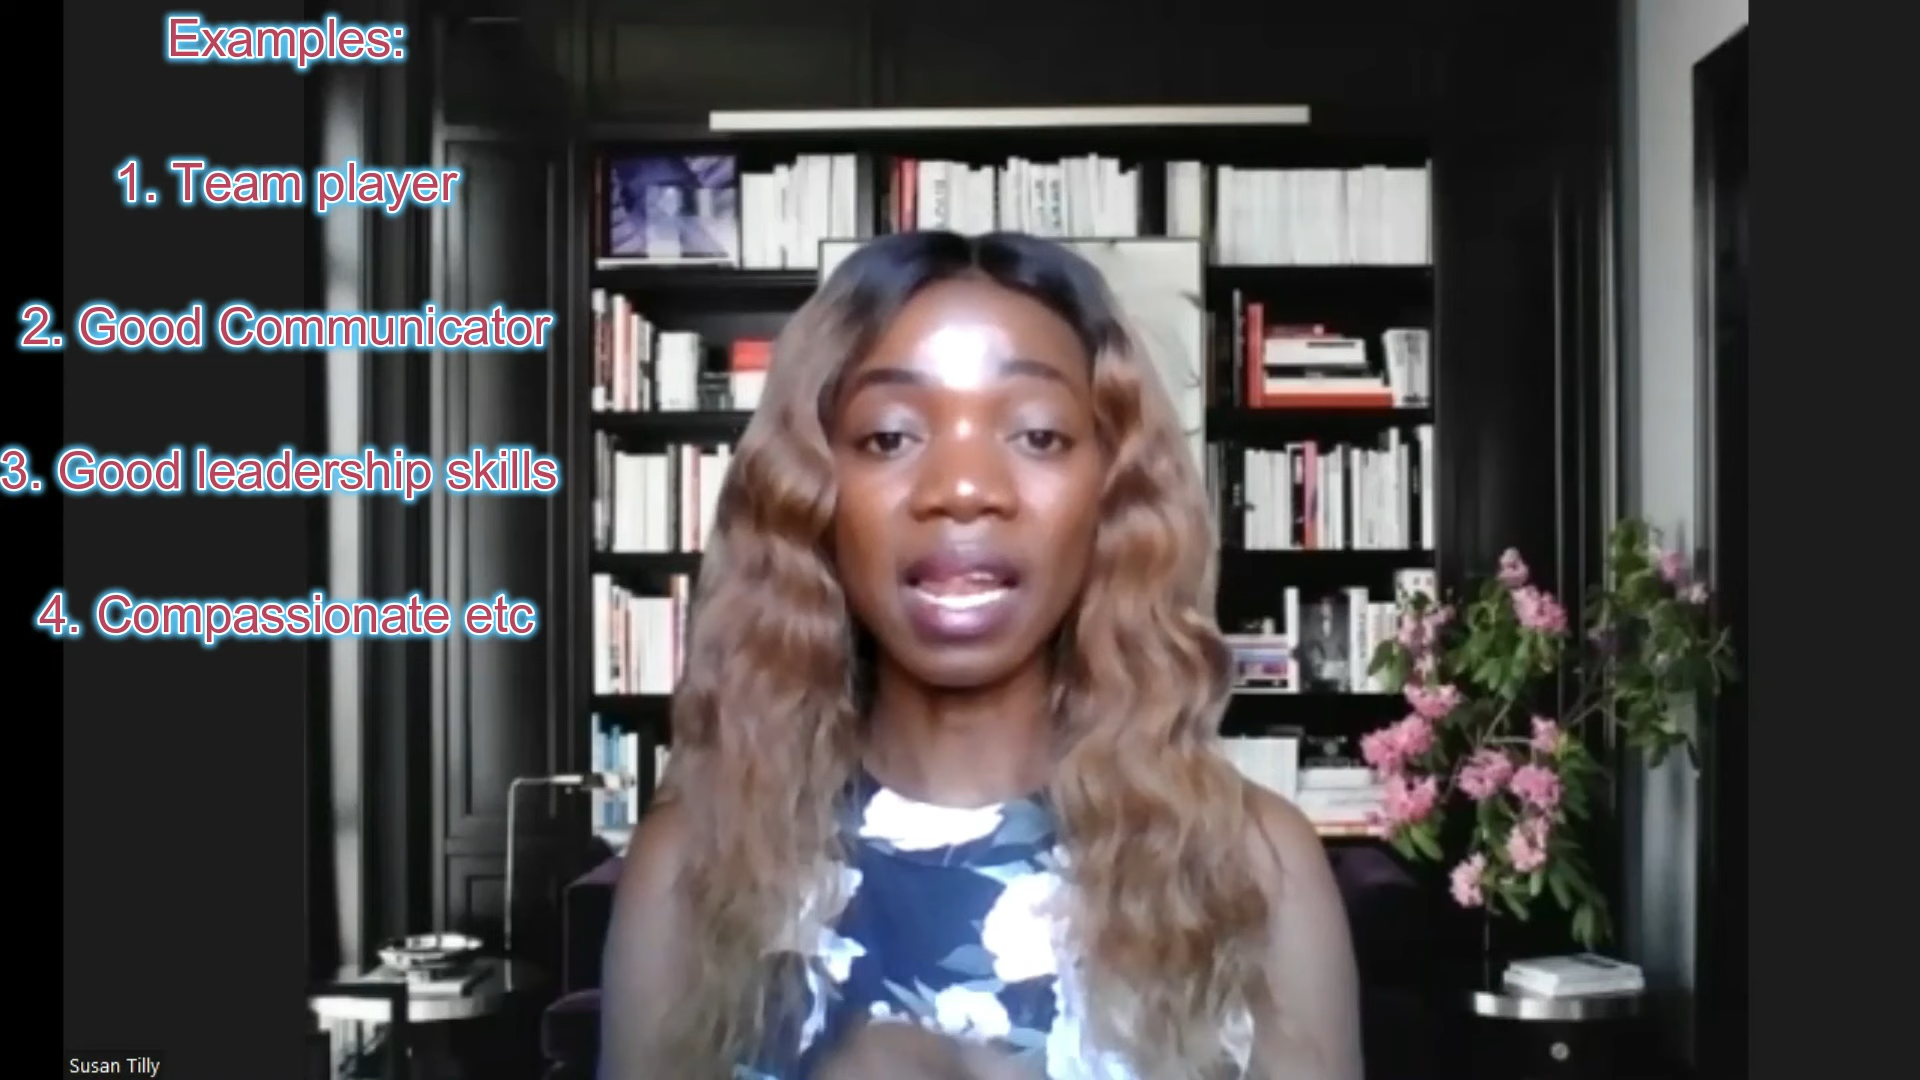 Examples:
1. Team player
2. Good Communicator
3. Good leadership skills
4. Compassionate etc
Susan Tilly